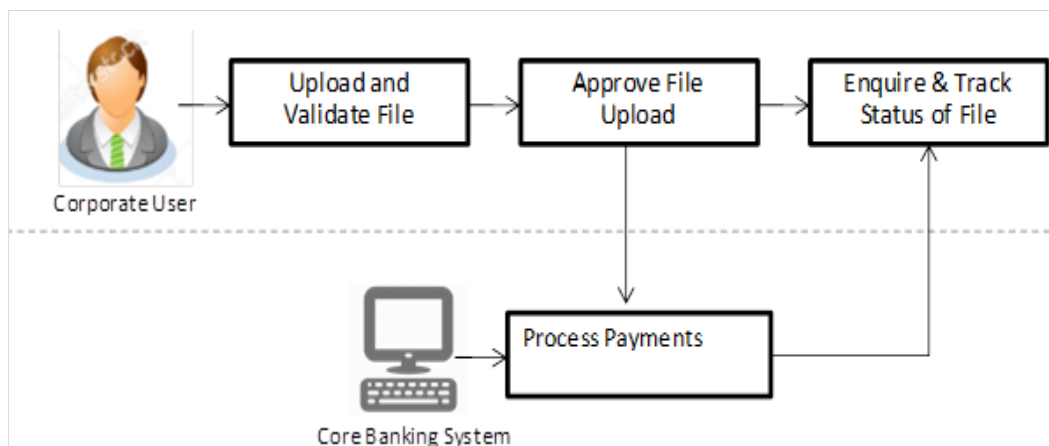 Upload and
Validate File
Approve File
Upload
Enquire & Track
Status of File
Corporate User
Process Payments
Core Banking System